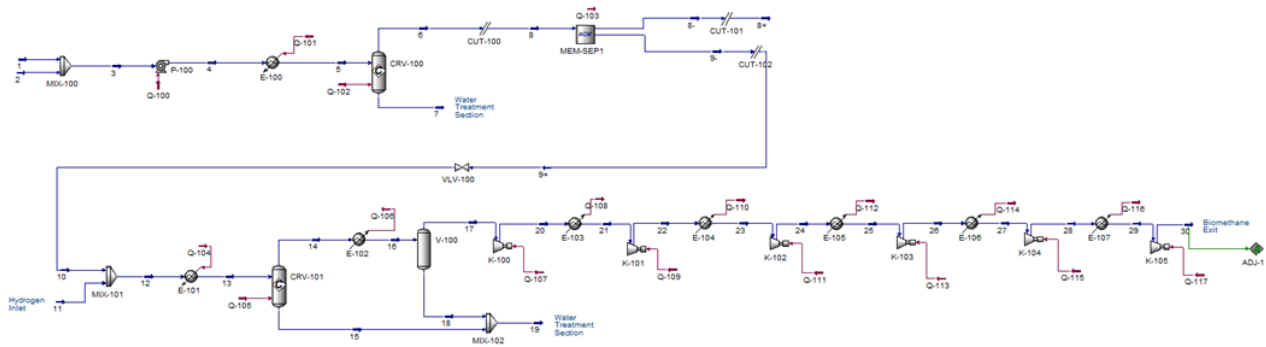 Q-103
8-
CUT-101
8+
6
CUT-100
8
MEM-SEP1
9-
CUT-102
1
2
MIX-100
3
P-100
Q-100
4
Q-101
E-100
5
CRV-100
Q-102
7
Water
Treatment
Section
VLV-100
9+
10
Hydrogen
Inlet
11
MIX-101
12
Q-104
E-101
13
CRV-101
Q-105
14
Q-106
E-102
16
V-100
17
15
18
MIX-102
19
Water
Treatment
Section
K-100
Q-107
20
Q-108
E-103
21
K-101
Q-109
22
Q-110
E-104
23
K-102
Q-111
24
Q-112
E-105
25
K-103
Q-113
26
Q-114
E-106
27
K-104
Q-115
28
Q-116
E-107
29
K-105
Q-117
30
Biomethane
Exit
ADJ-1